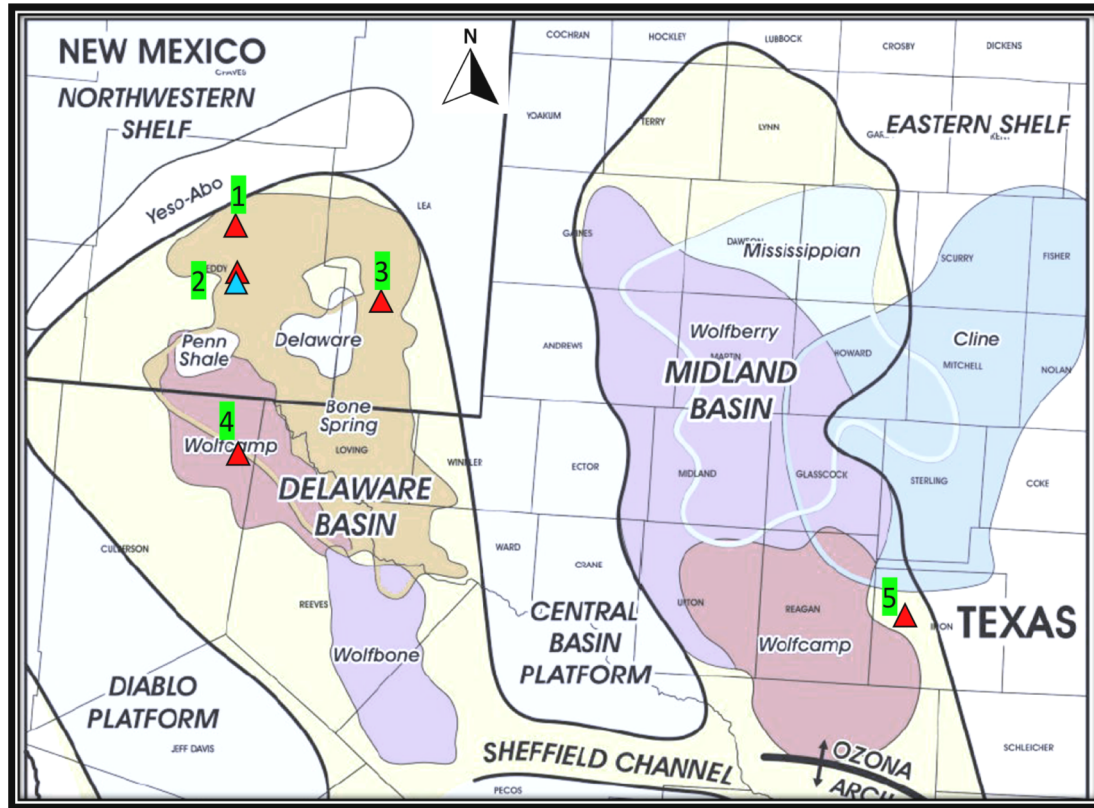 NEW MEXICO
CHAVES
NORTHWESTERN
SHELF
N
COCHRAN
HOCKLEY
LUBBOCK
CROSBY
DICKENS
YOAKUM
TERRY
LYNN
EASTERN SHELF
Yeso-Abo
1
LEA
GAINES
DAWSON
Mississippian
SCURRY
FISHER
2
EDDY
3
Penn
Shale
Delaware
ANDREWS
Wolfberry
MARTIN
HOWARD
Cline
MITCHELL
NOLAN
MIDLAND
BASIN
4
Wolfcamp
Bone
Spring
LOVING
WINKLER
ECTOR
MIDLAND
GLASSCOCK
STERLING
COKE
DELAWARE
BASIN
CULBERSON
WARD
CRANE
REEVES
Wolfbone
CENTRAL
BASIN
PLATFORM
UPTON
REAGAN
Wolfcamp
5
IRION
TEXAS
DIABLO
PLATFORM
JEFF DAVIS
SHEFFIELD CHANNEL
PECOS
OZONA
ARCH
SCHLEICHER